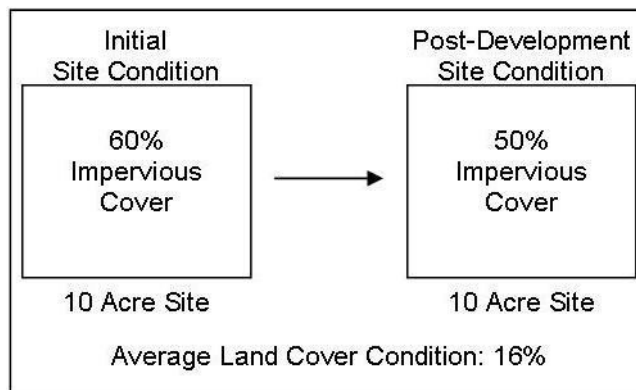 Initial
Site Condition
60%
Impervious
Cover
10 Acre Site
Post-Development
Site Condition
50%
Impervious
Cover
10 Acre Site
Average Land Cover Condition: 16%